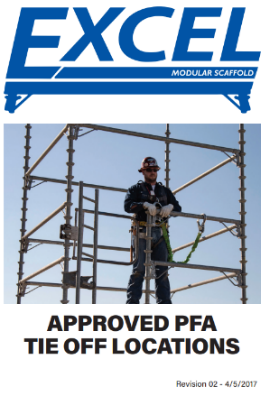 EXCEL
MODULAR SCAFFOLD
APPROVED PFA
TIE OFF LOCATIONS
Revision 02 - 4/5/2017